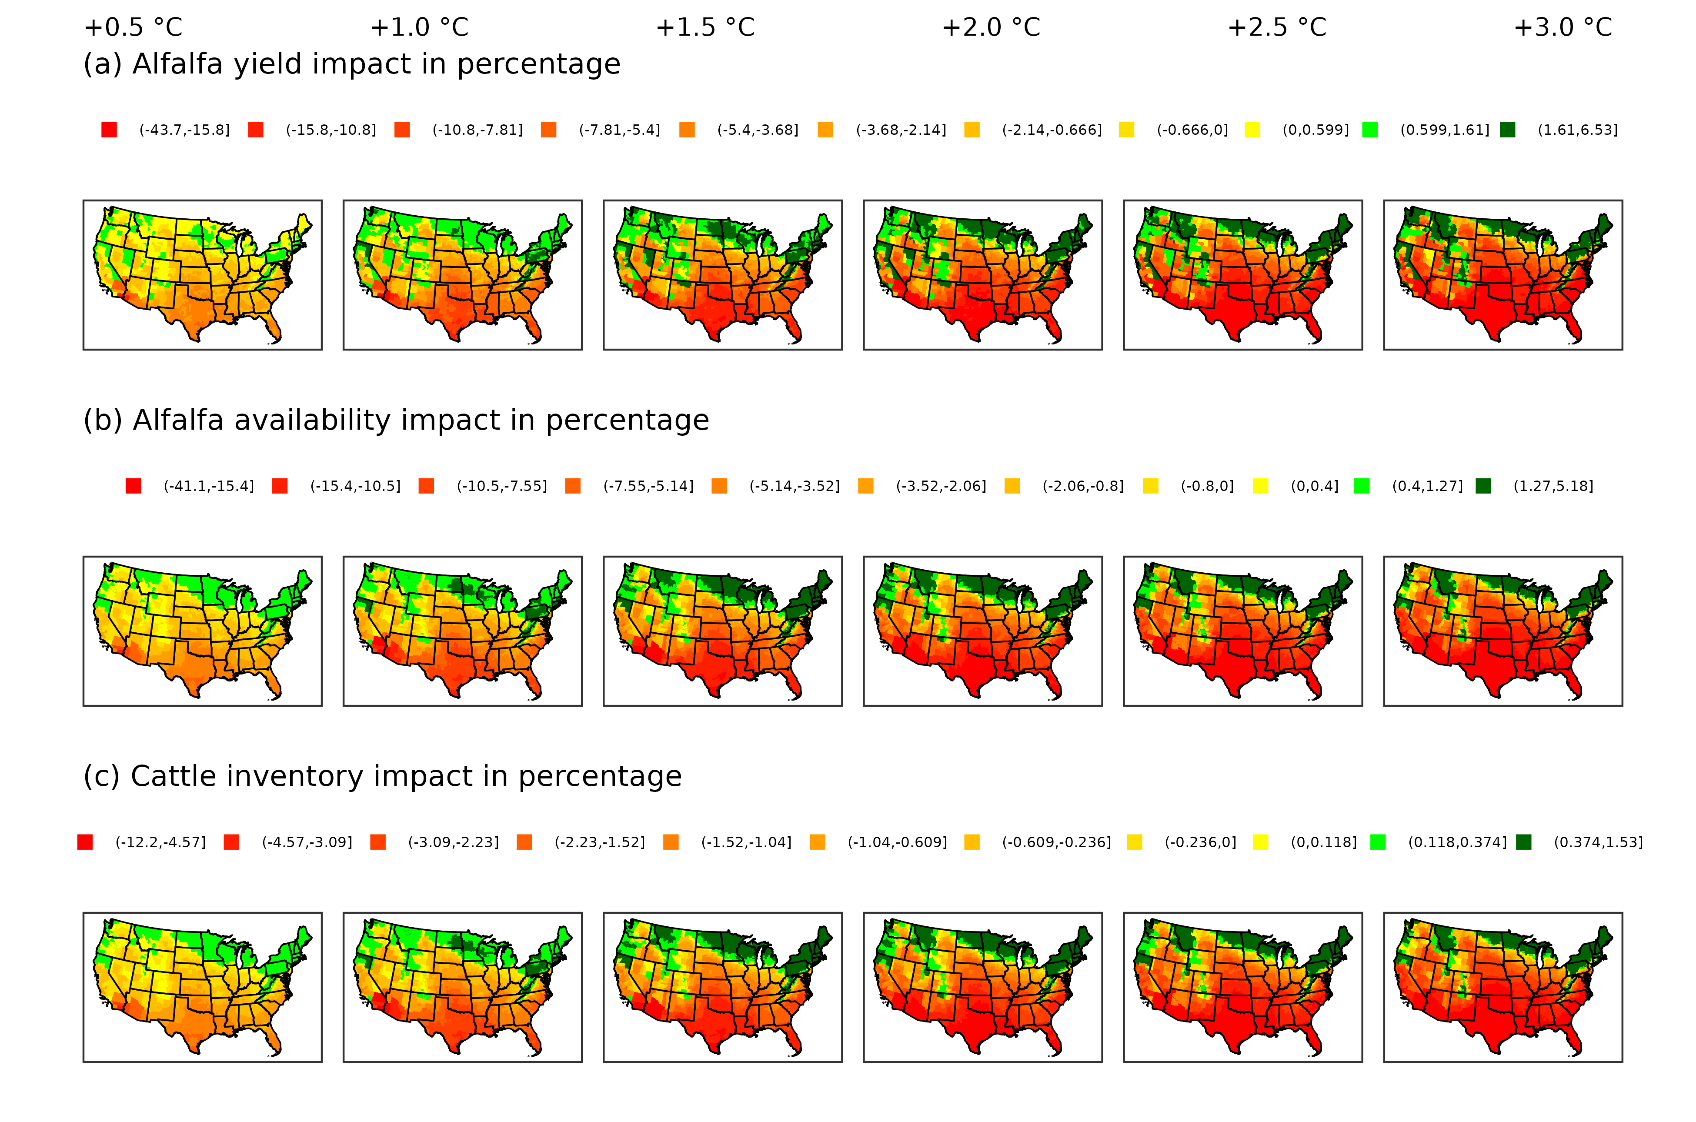 +0.5 °C +1.0 °C +1.5 °C +2.0 °C +2.5 °C +3.0 °C
(a) Alfalfa yield impact in percentage
(-43.7,-15.8] (-15.8,-10.8] (-10.8,-7.81] (-7.81,-5.4] (-5.4,-3.68] (-3.68,-2.14] (-2.14,-0.666] (-0.666,0] (0,0.599] (0.599,1.61] (1.61,6.53]
(b) Alfalfa availability impact in percentage
(-41.1,-15.4] (-15.4,-10.5] (-10.5,-7.55] (-7.55,-5.14] (-5.14,-3.52] (-3.52,-2.06] (-2.06,-0.8] (-0.8,0] (0,0.4] (0.4,1.27] (1.27,5.18]
(c) Cattle inventory impact in percentage
(-12.2,-4.57] (-4.57,-3.09] (-3.09,-2.23] (-2.23,-1.52] (-1.52,-1.04] (-1.04,-0.609] (-0.609,-0.236] (-0.236,0] (0,0.118] (0.118,0.374] (0.374,1.53]